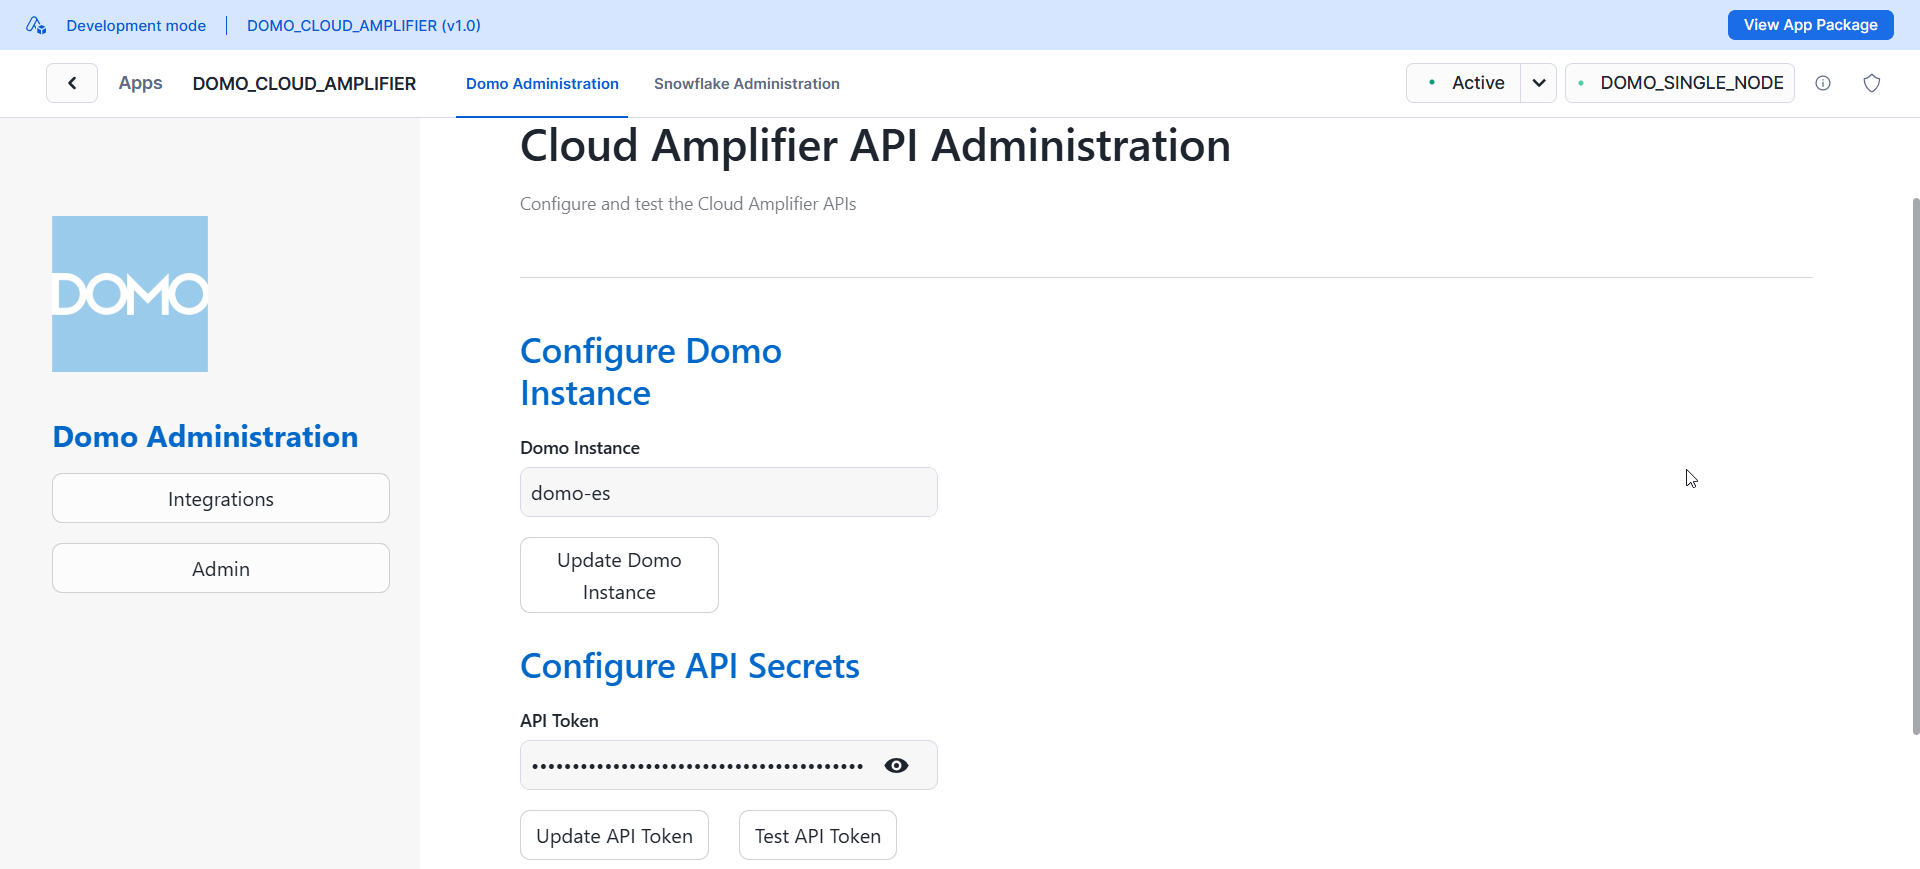 Development mode
DOMO_CLOUD_AMPLIFIER (v1.0)
View App Package
Apps
DOMO_CLOUD_AMPLIFIER
Domo Administration
Snowflake Administration
Active
DOMO_SINGLE_NODE
DOMO
Domo Administration
Integrations
Admin
Cloud Amplifier API Administration
Configure and test the Cloud Amplifier APIs
Configure Domo
Instance
Domo Instance
domo-es
Update Domo
Instance
Configure API Secrets
API Token
Update API Token
Test API Token